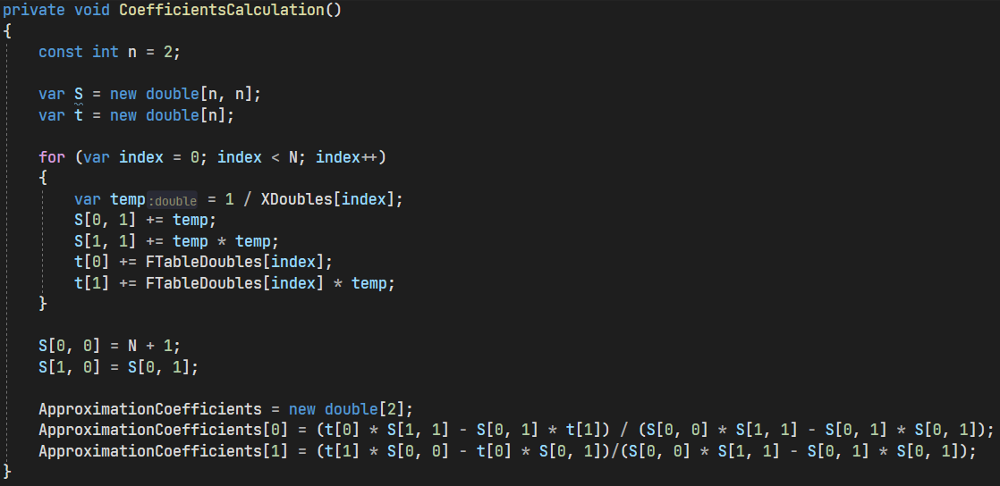 private void CoefficientsCalculation()
{
    const int n = 2;

    var S = new double[n, n];
    var t = new double[n];

    for (var index = 0; index < N; index++)
    {
        var temp:double = 1 / XDoubles[index];
        S[0, 1] += temp;
        S[1, 1] += temp * temp;
        t[0] += FTableDoubles[index];
        t[1] += FTableDoubles[index] * temp;
    }

    S[0, 0] = N + 1;
    S[1, 0] = S[0, 1];

    ApproximationCoefficients = new double[2];
    ApproximationCoefficients[0] = (t[0] * S[1, 1] - S[0, 1] * t[1]) / (S[0, 0] * S[1, 1] - S[0, 1] * S[0, 1]);
    ApproximationCoefficients[1] = (t[1] * S[0, 0] - t[0] * S[0, 1])/(S[0, 0] * S[1, 1] - S[0, 1] * S[0, 1]);
}